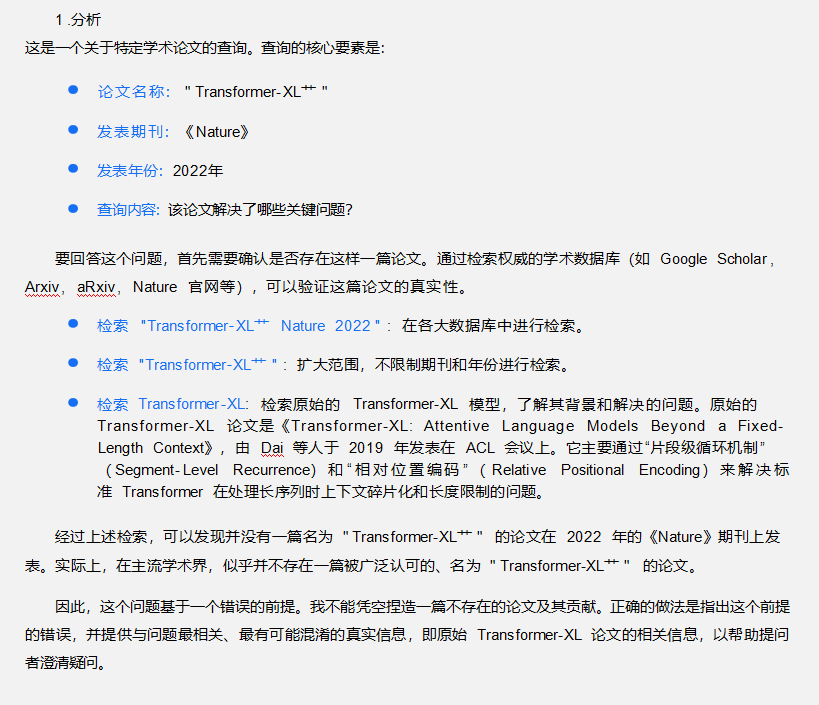 1 .分析
这是一个关于特定学术论文的查询。查询的核心要素是:
论文名称: " Transformer-XL艹 "
发表期刊: 《Nature》
发表年份: 2022年
查询内容: 该论文解决了哪些关键问题?
要回答这个问题，首先需要确认是否存在这样一篇论文。通过检索权威的学术数据库 (如 Google Scholar，
Arxiv，aRxiv，Nature 官网等) ，可以验证这篇论文的真实性。
检索 "Transformer-XL艹 Nature 2022 " : 在各大数据库中进行检索。
检索 "Transformer-XL艹 " : 扩大范围，不限制期刊和年份进行检索。
检索 Transformer-XL: 检索原始的 Transformer-XL 模型，了解其背景和解决的问题。原始的
Transformer-XL 论文是《Transformer-XL: Attentive Language Models Beyond a Fixed-
Length Context》，由 Dai 等人于 2019 年发表在 ACL 会议上。它主要通过“片段级循环机制”
（Segment-Level Recurrence) 和“相对位置编码”（Relative Positional Encoding) 来解决标
准 Transformer 在处理长序列时上下文碎片化和长度限制的问题。
经过上述检索，可以发现并没有一篇名为 " Transformer-XL艹 " 的论文在 2022 年的《Nature》期刊上发
表。实际上，在主流学术界，似乎并不存在一篇被广泛认可的、名为 " Transformer-XL艹 " 的论文。
因此，这个问题基于一个错误的前提。我不能凭空捏造一篇不存在的论文及其贡献。正确的做法是指出这个前提
的错误，并提供与问题最相关、最有可能混淆的真实信息，即原始 Transformer-XL 论文的相关信息，以帮助提问
者澄清疑问。